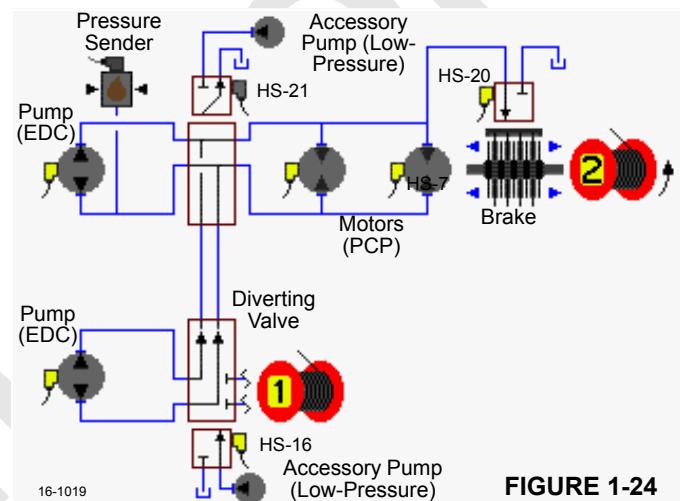 Pressure
Sender
Accessory
Pump (Low-
Pressure)
HS-21
HS-20
Pump
(EDC)
HS-7
2
Motors
(PCP)
Brake
Pump
(EDC)
Diverting
Valve
1
HS-16
Accessory Pump
(Low-Pressure)
16-1019
FIGURE 1-24